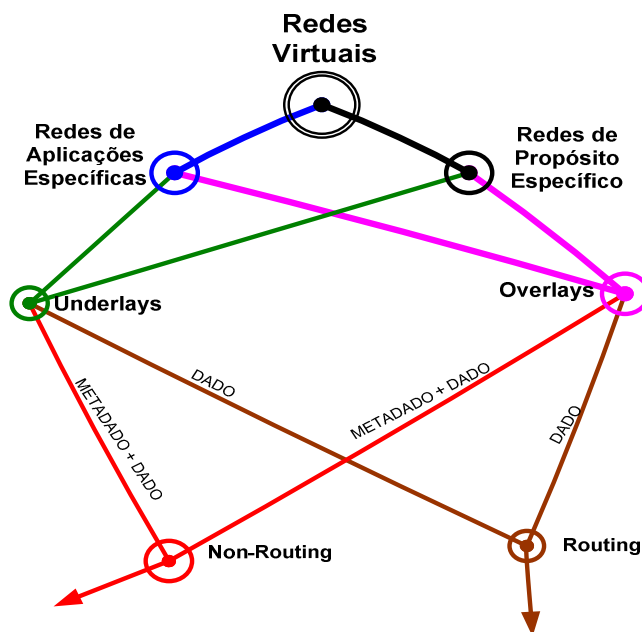 Redes
Virtuais
Redes de
Aplicações
Específicas
Redes de
Propósito
Específico
Underlays
Overlays
METADADO + DADO
DADO
METADADO + DADO
DADO
Non-Routing
Routing